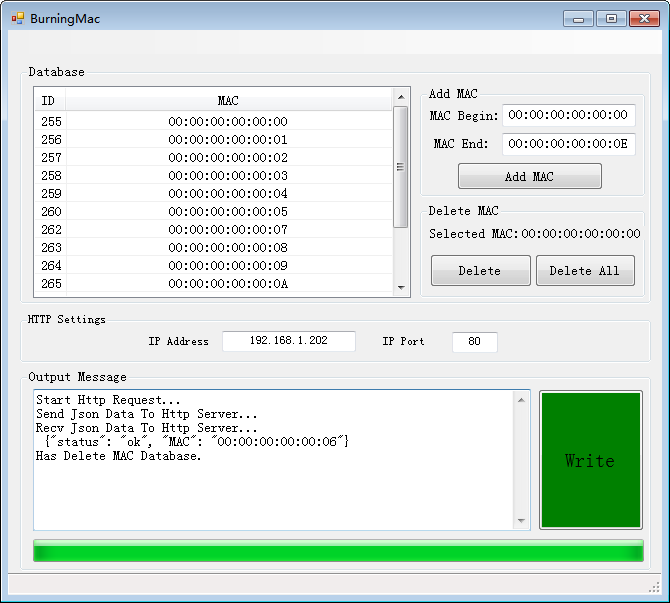 BurningMac
Database
ID MAC
255 00:00:00:00:00:00
256 00:00:00:00:00:01
257 00:00:00:00:00:02
258 00:00:00:00:00:03
259 00:00:00:00:00:04
260 00:00:00:00:00:05
262 00:00:00:00:00:07
263 00:00:00:00:00:08
264 00:00:00:00:00:09
265 00:00:00:00:00:0A
Add MAC
MAC Begin: 00:00:00:00:00:00
MAC End: 00:00:00:00:00:0E
Add MAC
Delete MAC
Selected MAC:00:00:00:00:00:00
Delete Delete All
HTTP Settings
IP Address 192.168.1.202 IP Port 80
Output Message
Start Http Request...
Send Json Data To Http Server...
Recv Json Data To Http Server...
{"status": "ok", "MAC": "00:00:00:00:00:06"}
Has Delete MAC Database.
Write